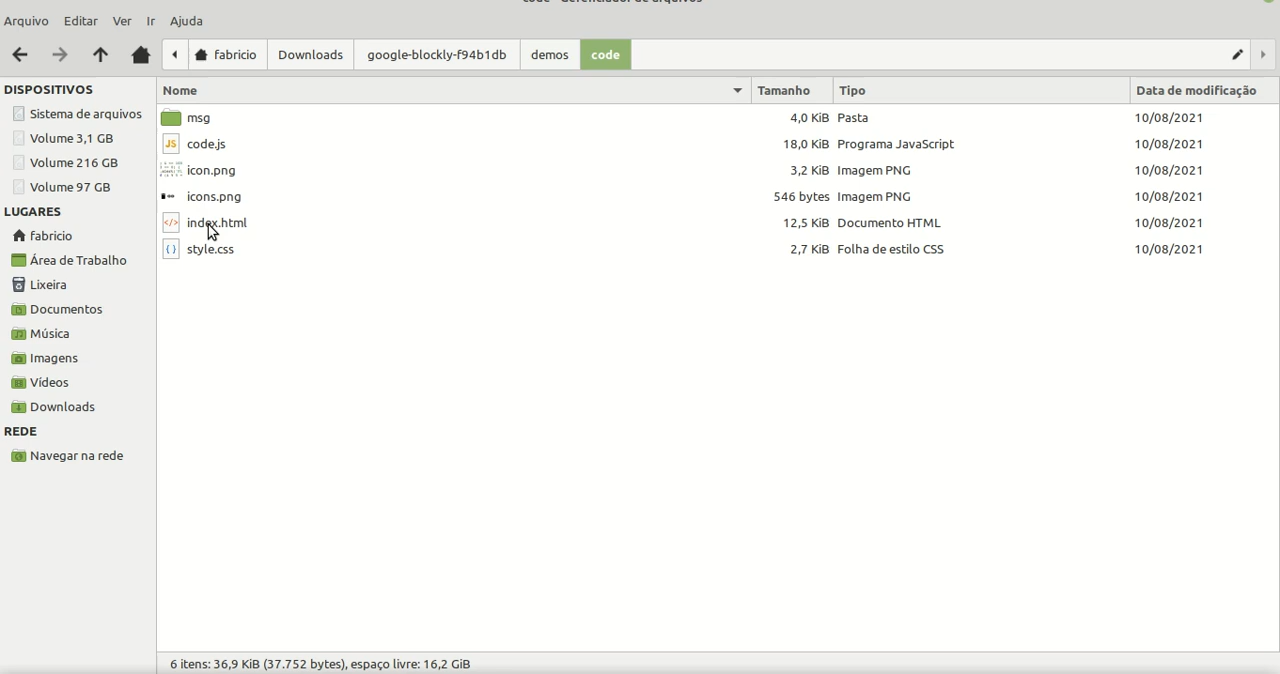 code - Gerenciador de arquivos
Arquivo Editar Ver Ir Ajuda
fabricio Downloads google-blockly-f94b1db demos code
DISPOSITIVOS
Sistema de arquivos
Volume 3,1 GB
Volume 216 GB
Volume 97 GB
LUGARES
fabricio
Área de Trabalho
Lixeira
Documentos
Música
Imagens
Vídeos
Downloads
REDE
Navegar na rede
Nome Tamanho Tipo Data de modificação
msg 4,0 KiB Pasta 10/08/2021
code.js 18,0 KiB Programa JavaScript 10/08/2021
icon.png 3,2 KiB Imagem PNG 10/08/2021
icons.png 546 bytes Imagem PNG 10/08/2021
index.html 12,5 KiB Documento HTML 10/08/2021
style.css 2,7 KiB Folha de estilo CSS 10/08/2021
6 itens: 36,9 KiB (37.752 bytes), espaço livre: 16,2 GiB